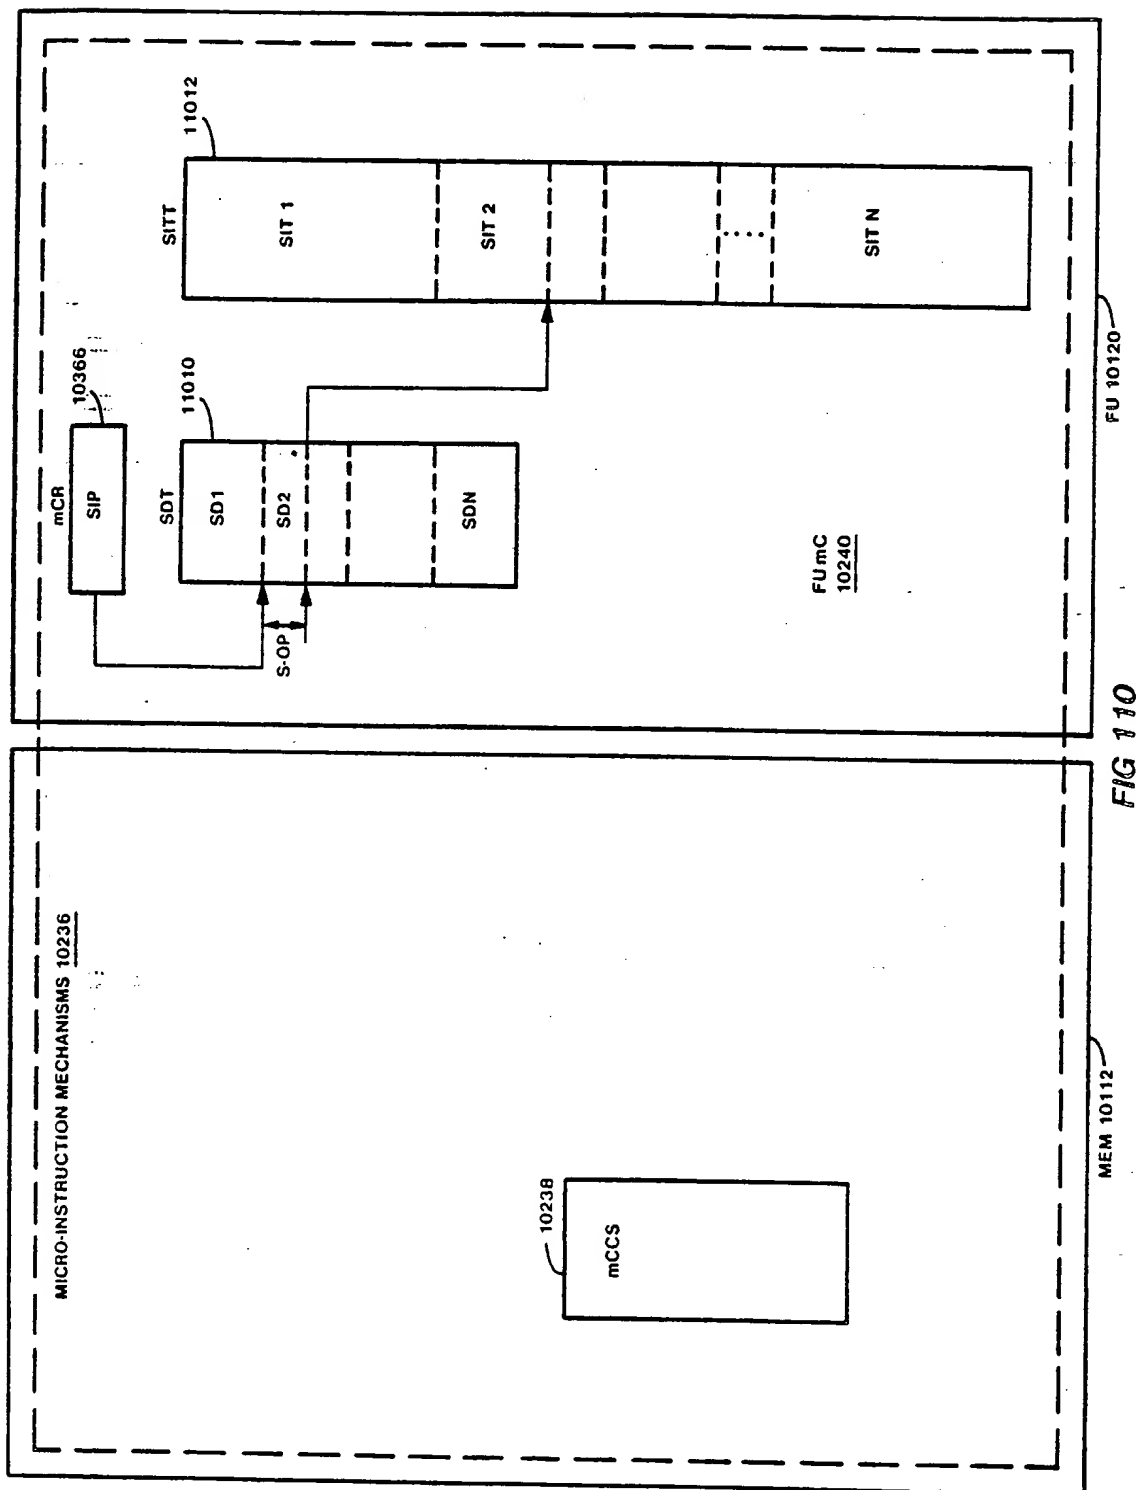 MICRO-INSTRUCTION MECHANISMS 10236
10238
mCCS
MEM 10112
mCR
10366
SIP
SDT
11010
SD1
SD2
SDN
S-OP
SITT
11012
SIT 1
SIT 2
SIT N
FUmC
10240
FU 10120
FIG 110